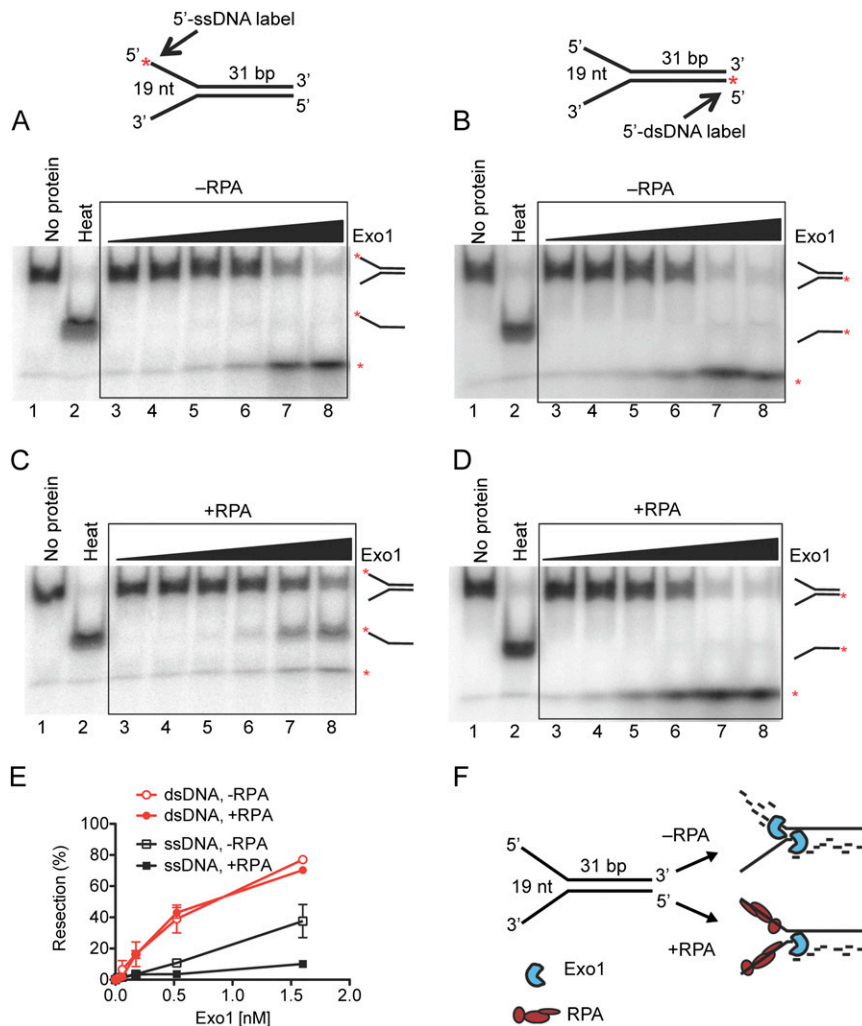 5'-ssDNA label
5'
*
31 bp
3'
19 nt
5'
3'
5'
31 bp
3'
*
19 nt
5'
3'
5'-dsDNA label
A
No protein
Heat
–RPA
Exo1
*
*
*
1 2 3 4 5 6 7 8
B
No protein
Heat
–RPA
Exo1
*
*
*
1 2 3 4 5 6 7 8
C
No protein
Heat
+RPA
Exo1
*
*
*
1 2 3 4 5 6 7 8
D
No protein
Heat
+RPA
Exo1
*
*
*
1 2 3 4 5 6 7 8
E
dsDNA, -RPA
dsDNA, +RPA
ssDNA, -RPA
ssDNA, +RPA
Resection (%)
100
80
60
40
20
0
0.0 0.5 1.0 1.5 2.0
Exo1 [nM]
F
5'
31 bp
3'
–RPA
19 nt
5'
3'
+RPA
Exo1
RPA